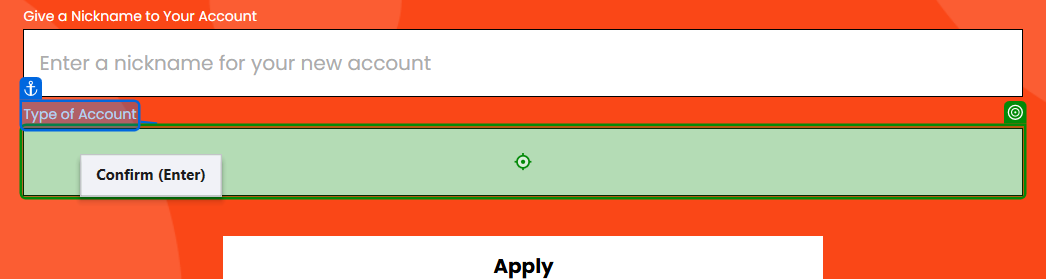 Give a Nickname to Your Account
Enter a nickname for your new account
Type of Account
Confirm (Enter)
Apply